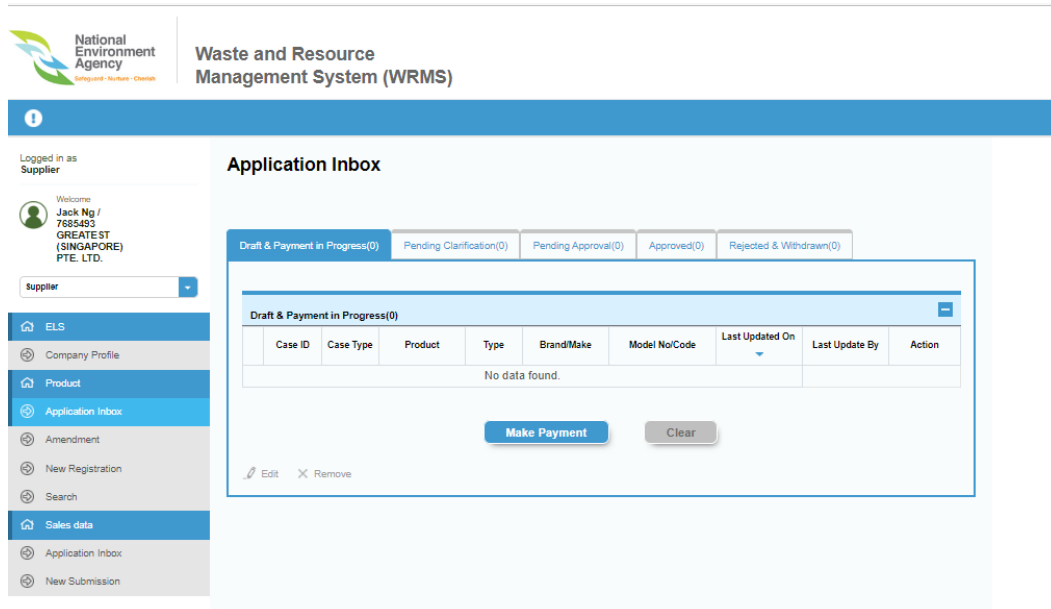 National
Environment
Agency
Safeguard · Nurture · Cherish
Waste and Resource
Management System (WRMS)
Logged in as
Supplier
Welcome
Jack Ng /
7685493
GREATEST
(SINGAPORE)
PTE. LTD.
Supplier
ELS
Company Profile
Product
Application Inbox
Amendment
New Registration
Search
Sales data
Application Inbox
New Submission
Application Inbox
Draft & Payment in Progress(0) Pending Clarification(0) Pending Approval(0) Approved(0) Rejected & Withdrawn(0)
Draft & Payment in Progress(0)
Case ID Case Type Product Type Brand/Make Model No/Code Last Updated On Last Update By Action
No data found.
Make Payment Clear
Edit Remove